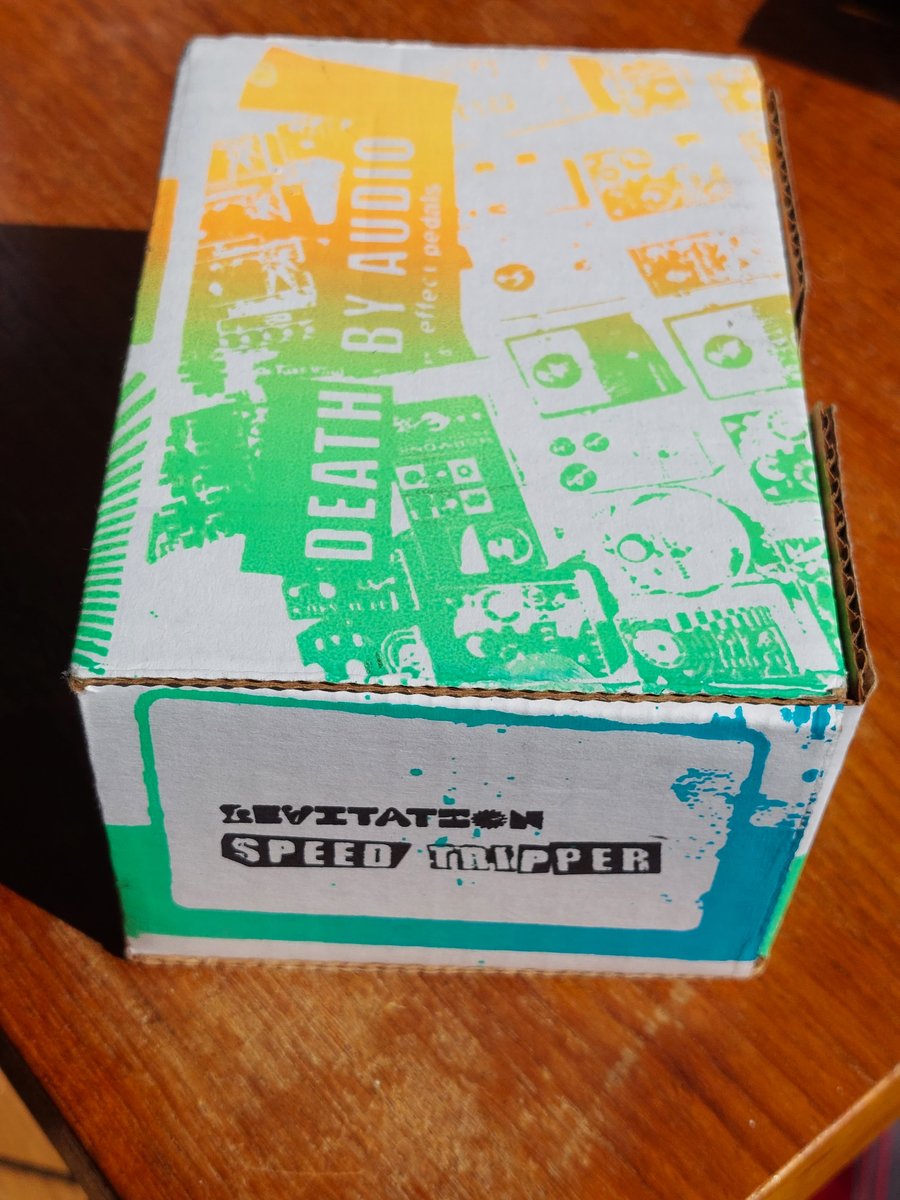 DEATH BY AUDIO
effect pedals
LEVITATION
SPEED TRIPPER